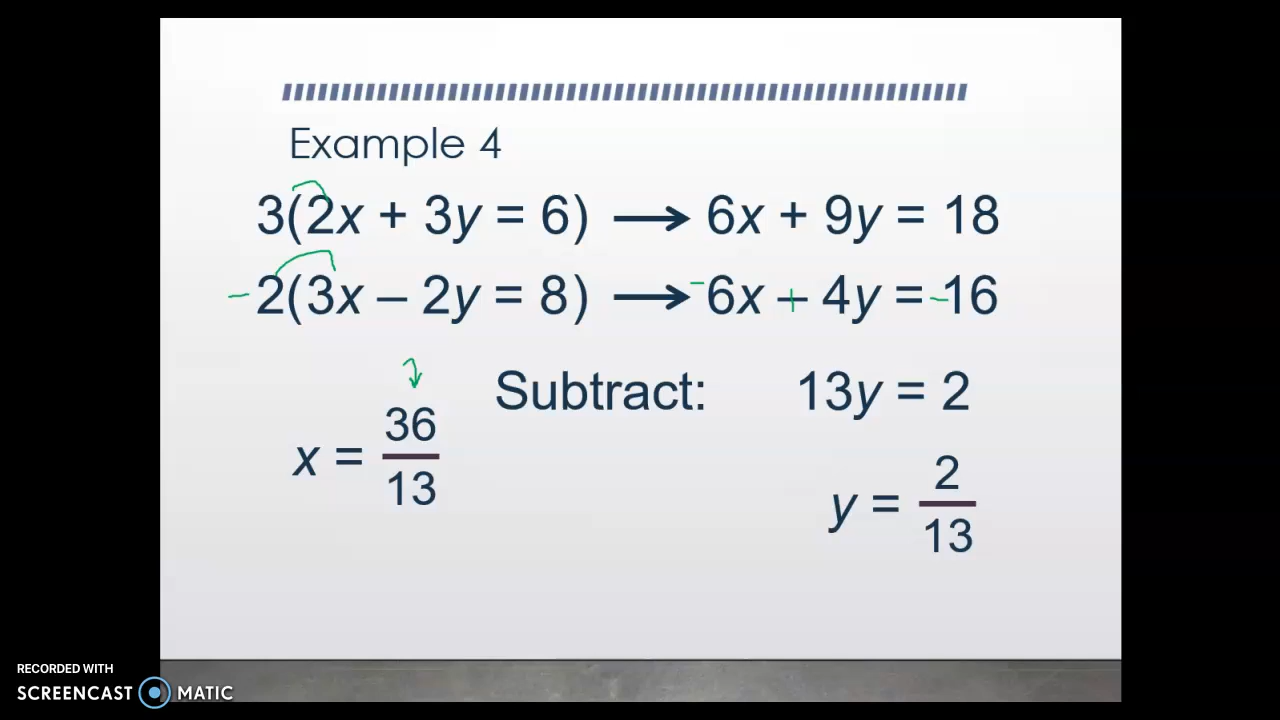 Example 4
3(2x + 3y = 6) ⟶ 6x + 9y = 18
-2(3x – 2y = 8) ⟶ -6x + 4y = -16
Subtract: 13y = 2
x = 36/13
y = 2/13
RECORDED WITH
SCREENCAST MATIC